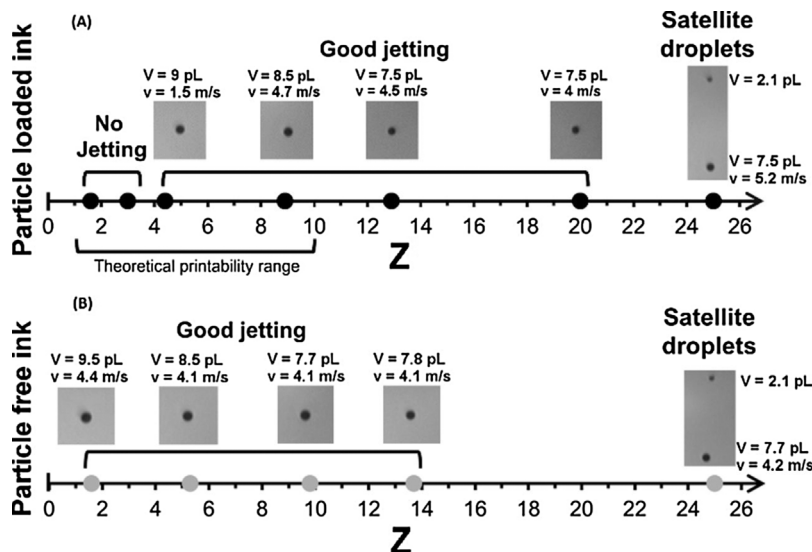 (A)
Particle loaded ink
Good jetting
Satellite
droplets
V = 9 pL
v = 1.5 m/s
V = 8.5 pL
v = 4.7 m/s
V = 7.5 pL
v = 4.5 m/s
V = 7.5 pL
v = 4 m/s
V = 2.1 pL
No
Jetting
V = 7.5 pL
v = 5.2 m/s
0 2 4 6 8 10 12 14 16 18 20 22 24 26
Theoretical printability range
Z
(B)
Particle free ink
Good jetting
Satellite
droplets
V = 9.5 pL
v = 4.4 m/s
V = 8.5 pL
v = 4.1 m/s
V = 7.7 pL
v = 4.1 m/s
V = 7.8 pL
v = 4.1 m/s
V = 2.1 pL
V = 7.7 pL
v = 4.2 m/s
0 2 4 6 8 10 12 14 16 18 20 22 24 26
Z